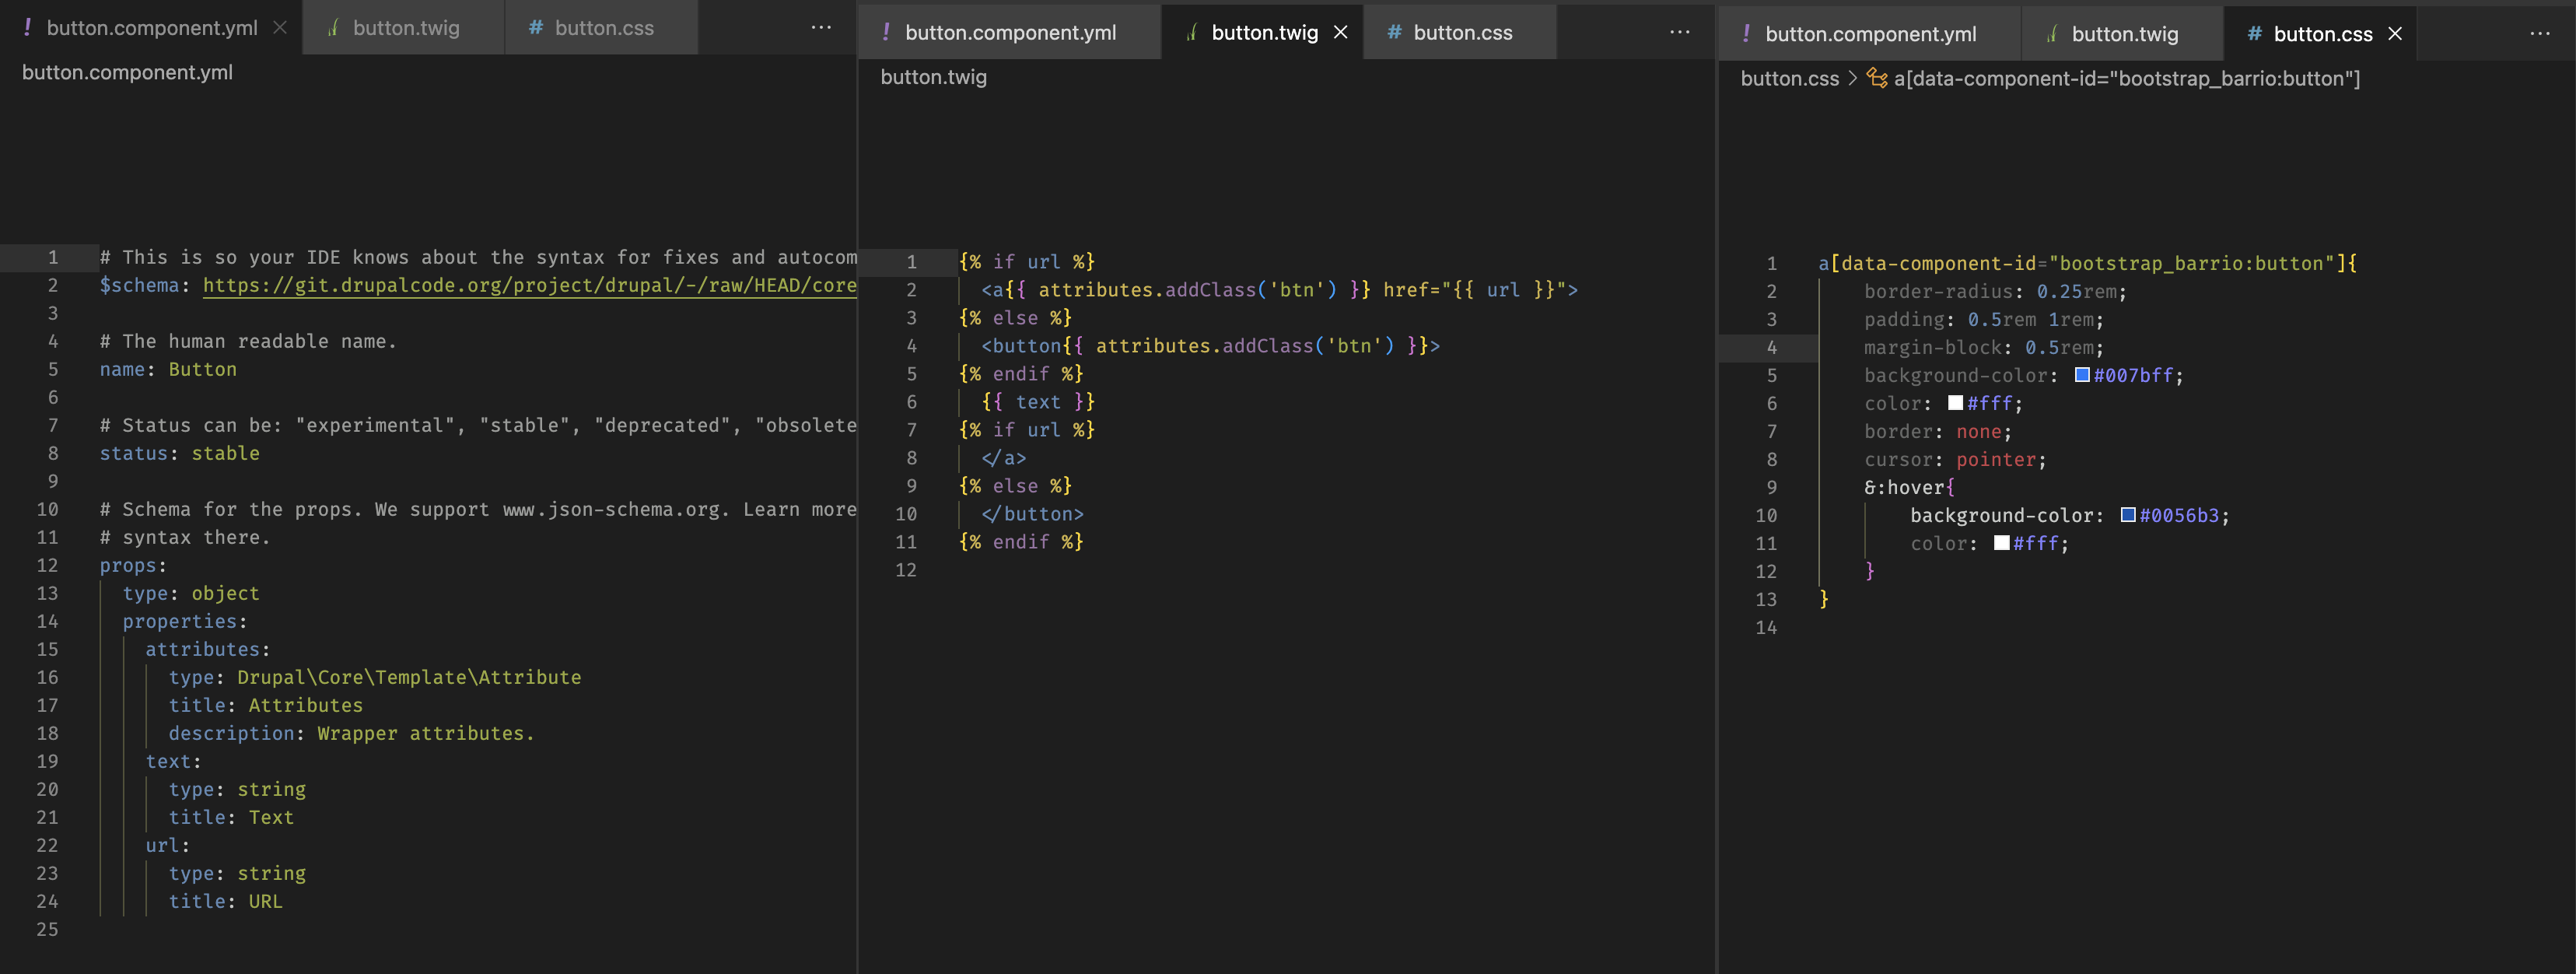 button.component.yml
button.twig
# button.css
button.component.yml
1 # This is so your IDE knows about the syntax for fixes and autocom
2 $schema: https://git.drupalcode.org/project/drupal/-/raw/HEAD/core
3
4 # The human readable name.
5 name: Button
6
7 # Status can be: "experimental", "stable", "deprecated", "obsolete
8 status: stable
9
10 # Schema for the props. We support www.json-schema.org. Learn more
11 # syntax there.
12 props:
13 type: object
14 properties:
15 attributes:
16 type: Drupal\Core\Template\Attribute
17 title: Attributes
18 description: Wrapper attributes.
19 text:
20 type: string
21 title: Text
22 url:
23 type: string
24 title: URL
25
! button.component.yml
button.twig
# button.css
button.twig
1 {% if url %}
2 <a{{ attributes.addClass('btn') }} href="{{ url }}">
3 {% else %}
4 <button{{ attributes.addClass('btn') }}>
5 {% endif %}
6 {{ text }}
7 {% if url %}
8 </a>
9 {% else %}
10 </button>
11 {% endif %}
12
! button.component.yml
button.twig
# button.css
button.css > a[data-component-id="bootstrap_barrio:button"]
1 a[data-component-id="bootstrap_barrio:button"]{
2 border-radius: 0.25rem;
3 padding: 0.5rem 1rem;
4 margin-block: 0.5rem;
5 background-color: #007bff;
6 color: #fff;
7 border: none;
8 cursor: pointer;
9 &:hover{
10 background-color: #0056b3;
11 color: #fff;
12 }
13 }
14